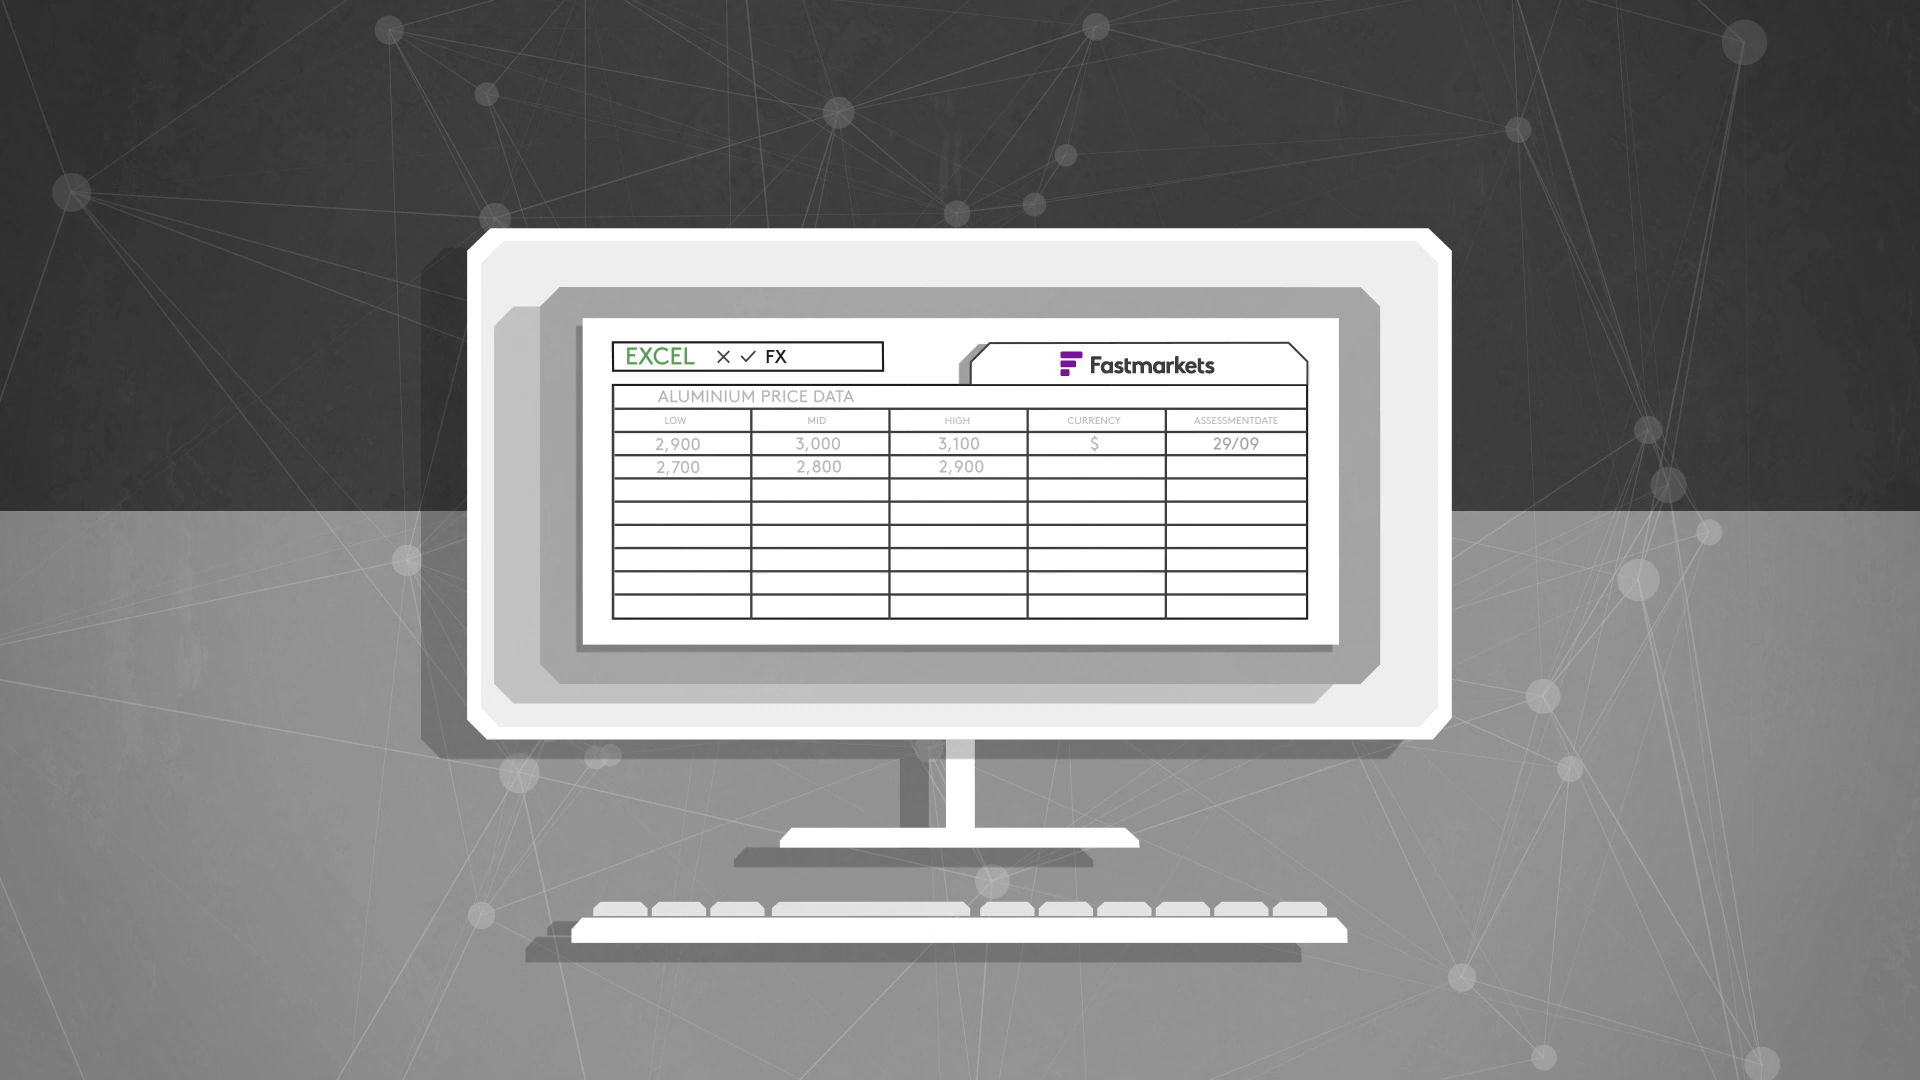 EXCEL FX
Fastmarkets
ALUMINIUM PRICE DATA
LOW MID HIGH CURRENCY ASSESSMENTDATE
2,900 3,000 3,100 $ 29/09
2,700 2,800 2,900